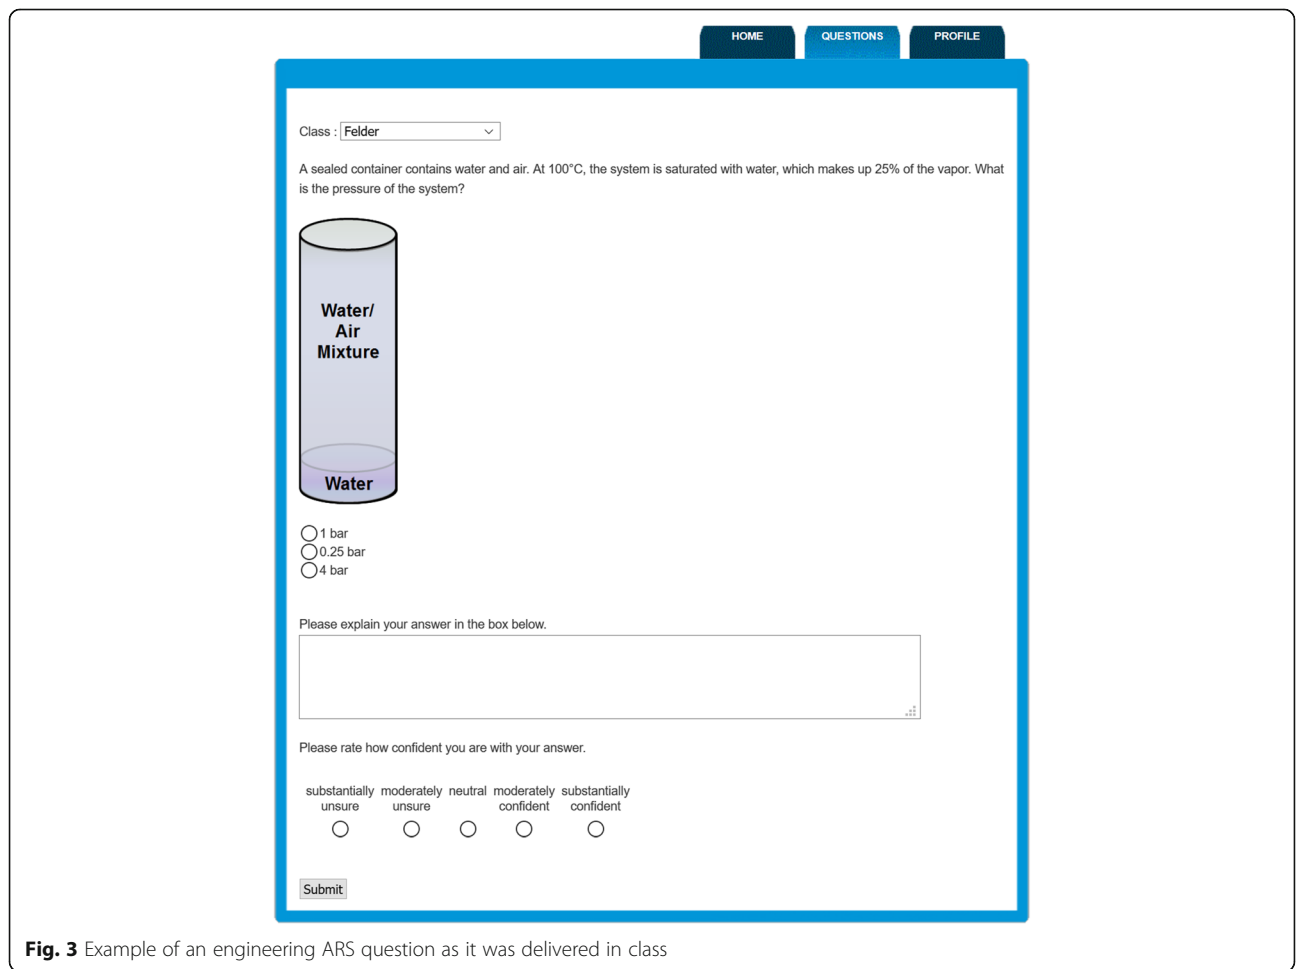 HOME QUESTIONS PROFILE
Class : Felder
A sealed container contains water and air. At 100°C, the system is saturated with water, which makes up 25% of the vapor. What
is the pressure of the system?
Water/
Air
Mixture
Water
1 bar
0.25 bar
4 bar
Please explain your answer in the box below.
Please rate how confident you are with your answer.
substantially moderately neutral moderately substantially
unsure unsure confident confident
Submit
Fig. 3 Example of an engineering ARS question as it was delivered in class